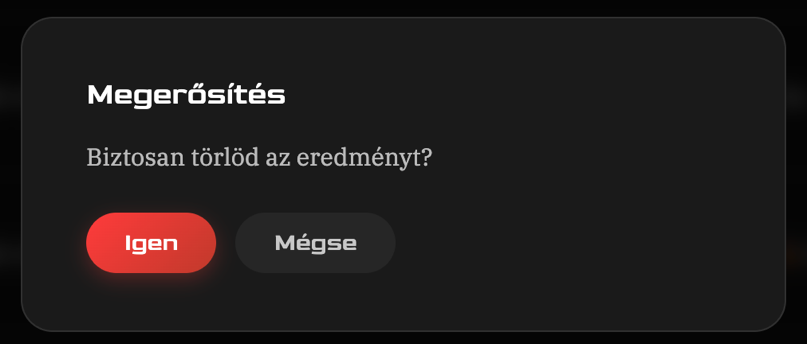 Megerősítés
Biztosan törlöd az eredményt?
Igen
Mégse